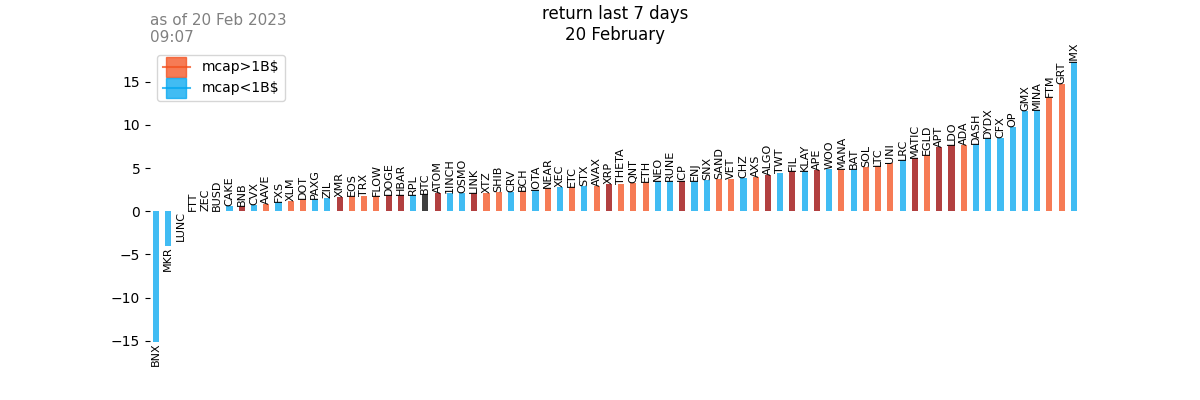 as of 20 Feb 2023
09:07
return last 7 days
20 February
mcap>1B$
mcap<1B$
15
10
5
0
−5
−10
−15
BNX
MKR
LUNC
FTT
ZEC
BUSD
CAKE
BNB
CVX
AAVE
FXS
XLM
DOT
PAXG
ZIL
XMR
EOS
TRX
FLOW
DOGE
HBAR
RPL
BTC
ATOM
1INCH
OSMO
LINK
XTZ
SHIB
CRV
BCH
IOTA
NEAR
XEC
ETC
STX
AVAX
XRP
THETA
QNT
ETH
NEO
RUNE
ICP
ENJ
SNX
SAND
VET
CHZ
AXS
ALGO
TWT
FIL
KLAY
APE
WOO
MANA
BAT
SOL
LTC
UNI
LRC
MATIC
EGLD
APT
LDO
ADA
DASH
DYDX
CFX
OP
GMX
MINA
FTM
GRT
IMX